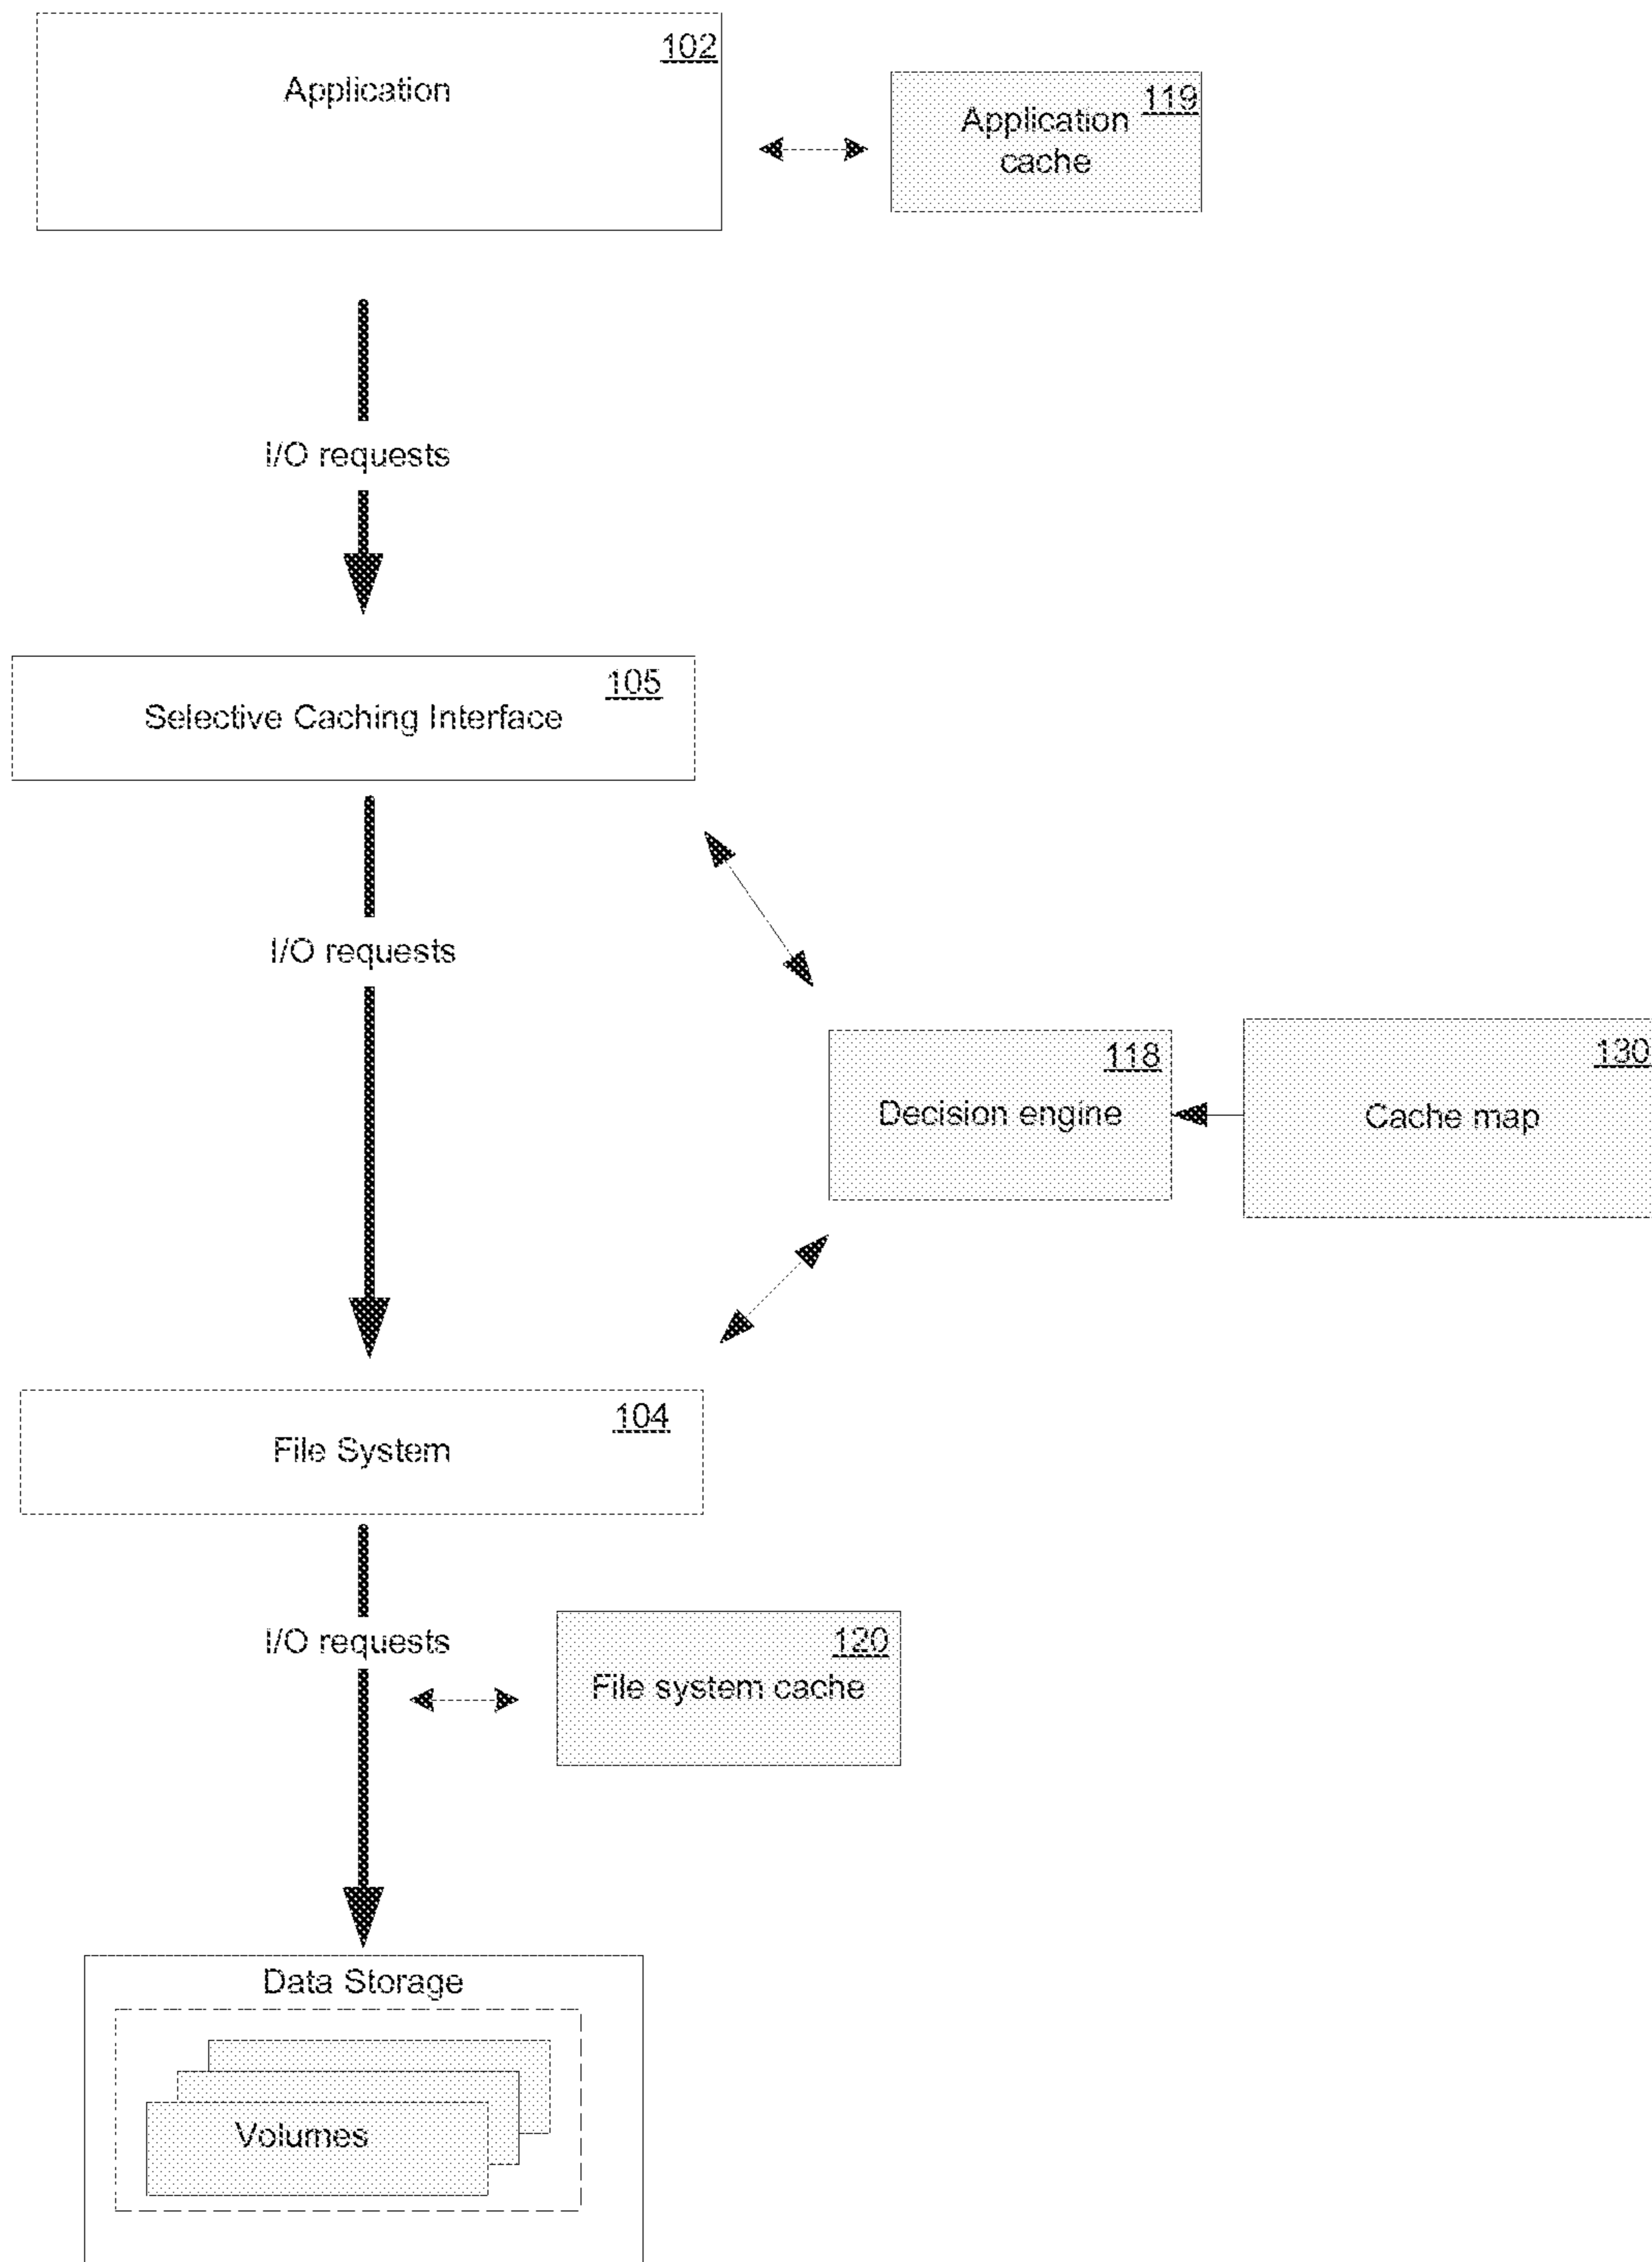 102
Application
119
Application
cache
I/O requests
105
Selective Caching Interface
I/O requests
118
Decision engine
130
Cache map
104
File System
I/O requests
120
File system cache
Data Storage
Volumes